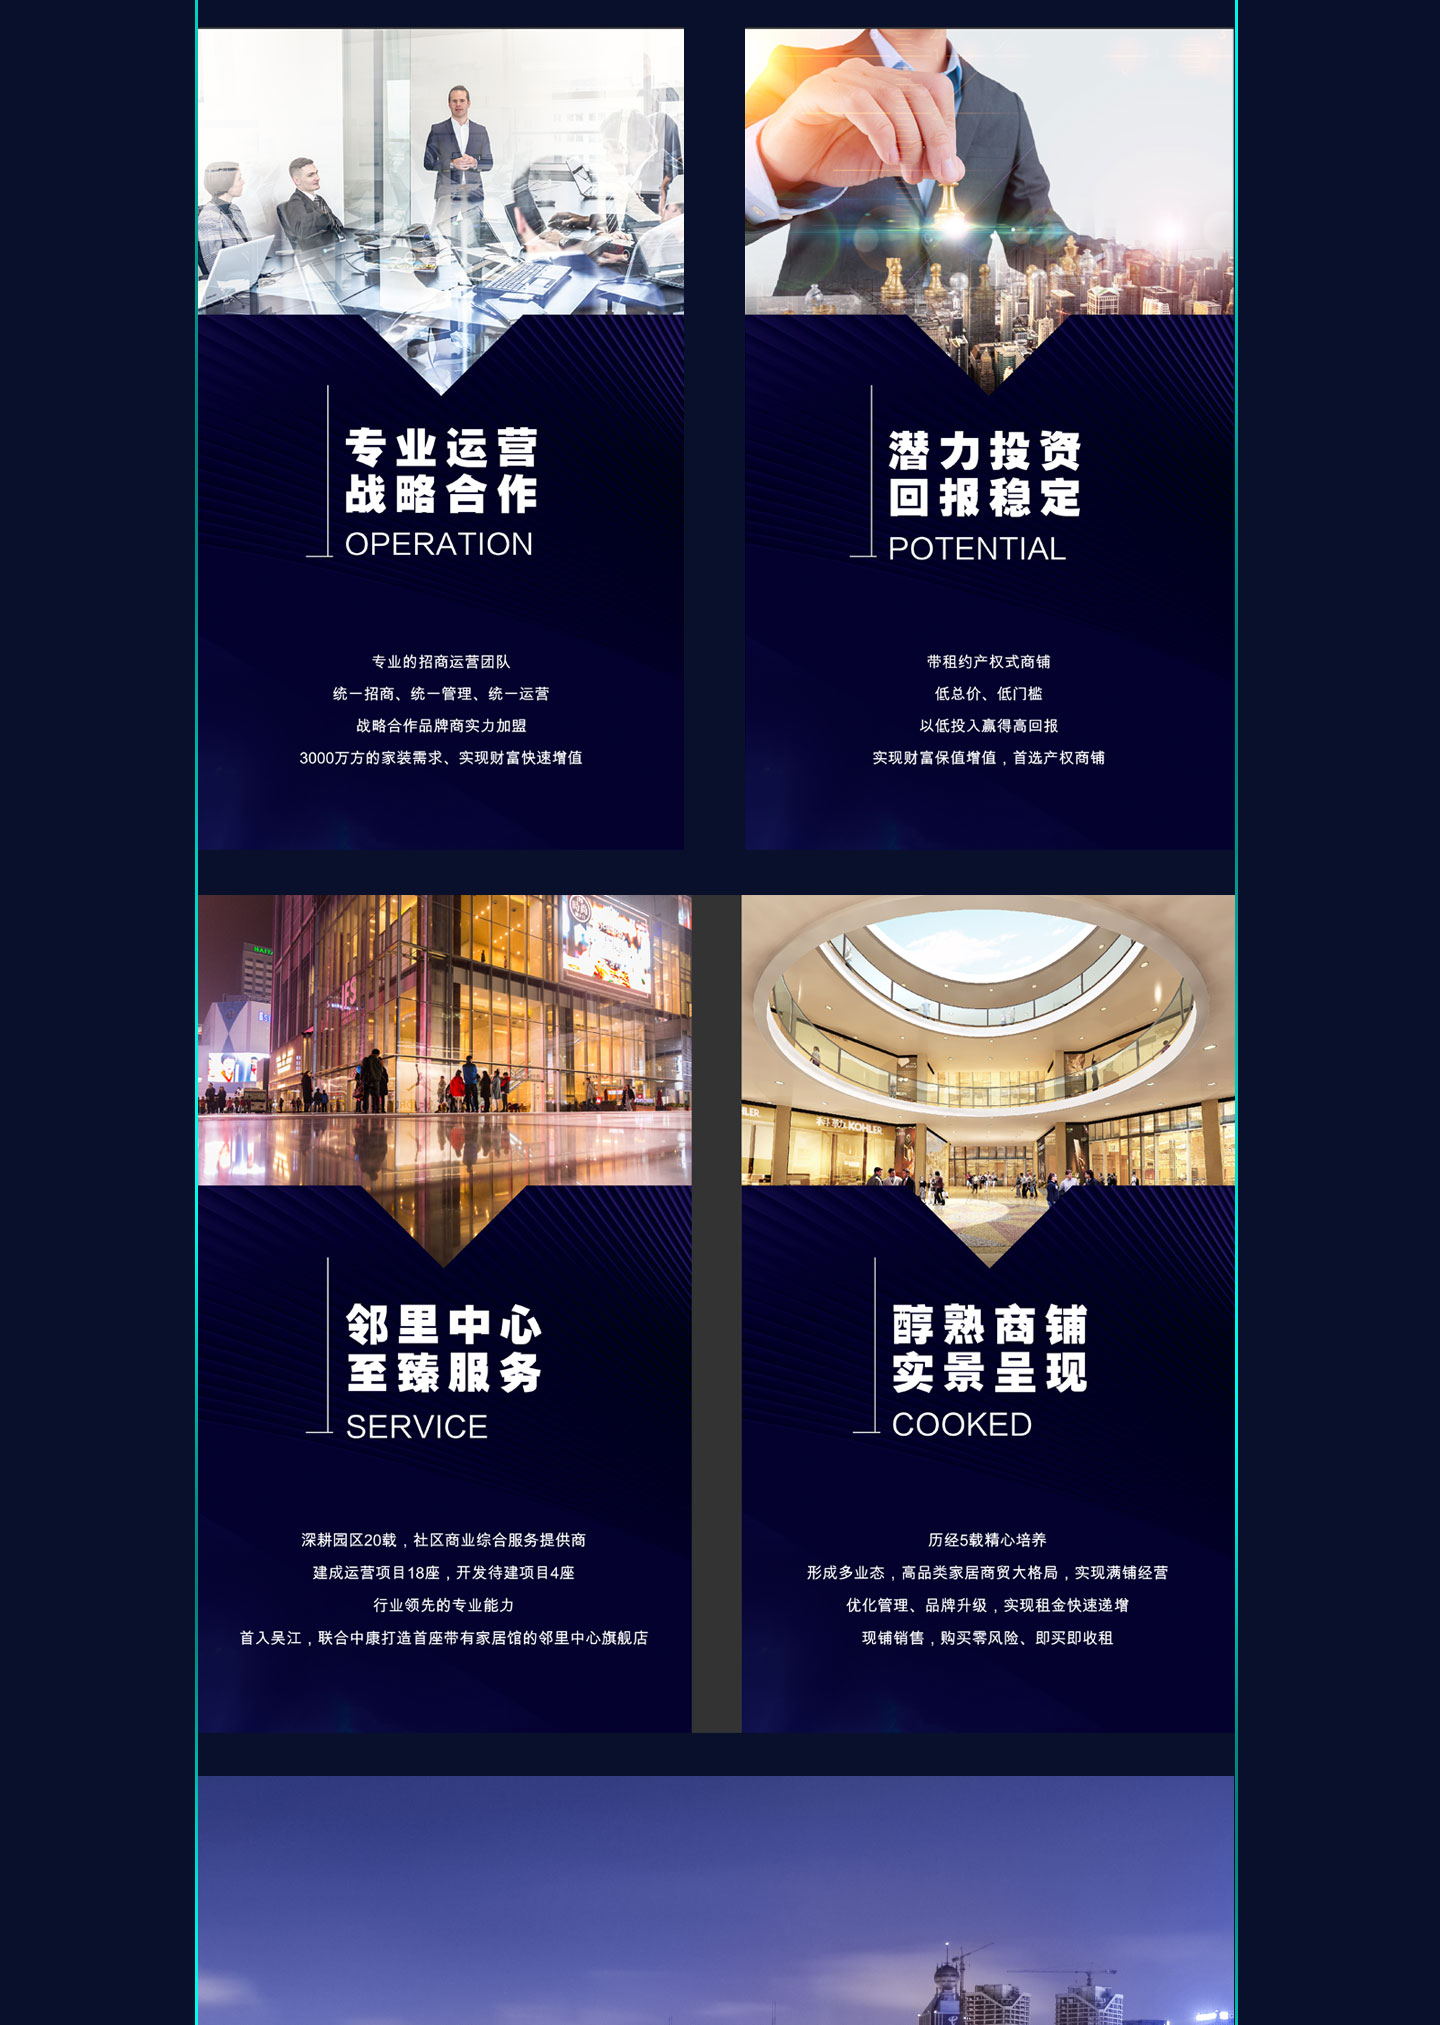 专业运营
战略合作
OPERATION
专业的招商运营团队
统一招商、统一管理、统一运营
战略合作品牌商实力加盟
3000万方的家装需求、实现财富快速增值
潜力投资
回报稳定
POTENTIAL
带租约产权式商铺
低总价、低门槛
以低投入赢得高回报
实现财富保值增值，首选产权商铺
邻里中心
至臻服务
SERVICE
深耕园区20载，社区商业综合服务提供商
建成运营项目18座，开发待建项目4座
行业领先的专业能力
首入吴江，联合中康打造首座带有家居馆的邻里中心旗舰店
KOHLER
醇熟商铺
实景呈现
COOKED
历经5载精心培养
形成多业态，高品类家居商贸大格局，实现满铺经营
优化管理、品牌升级，实现租金快速递增
现铺销售，购买零风险、即买即收租